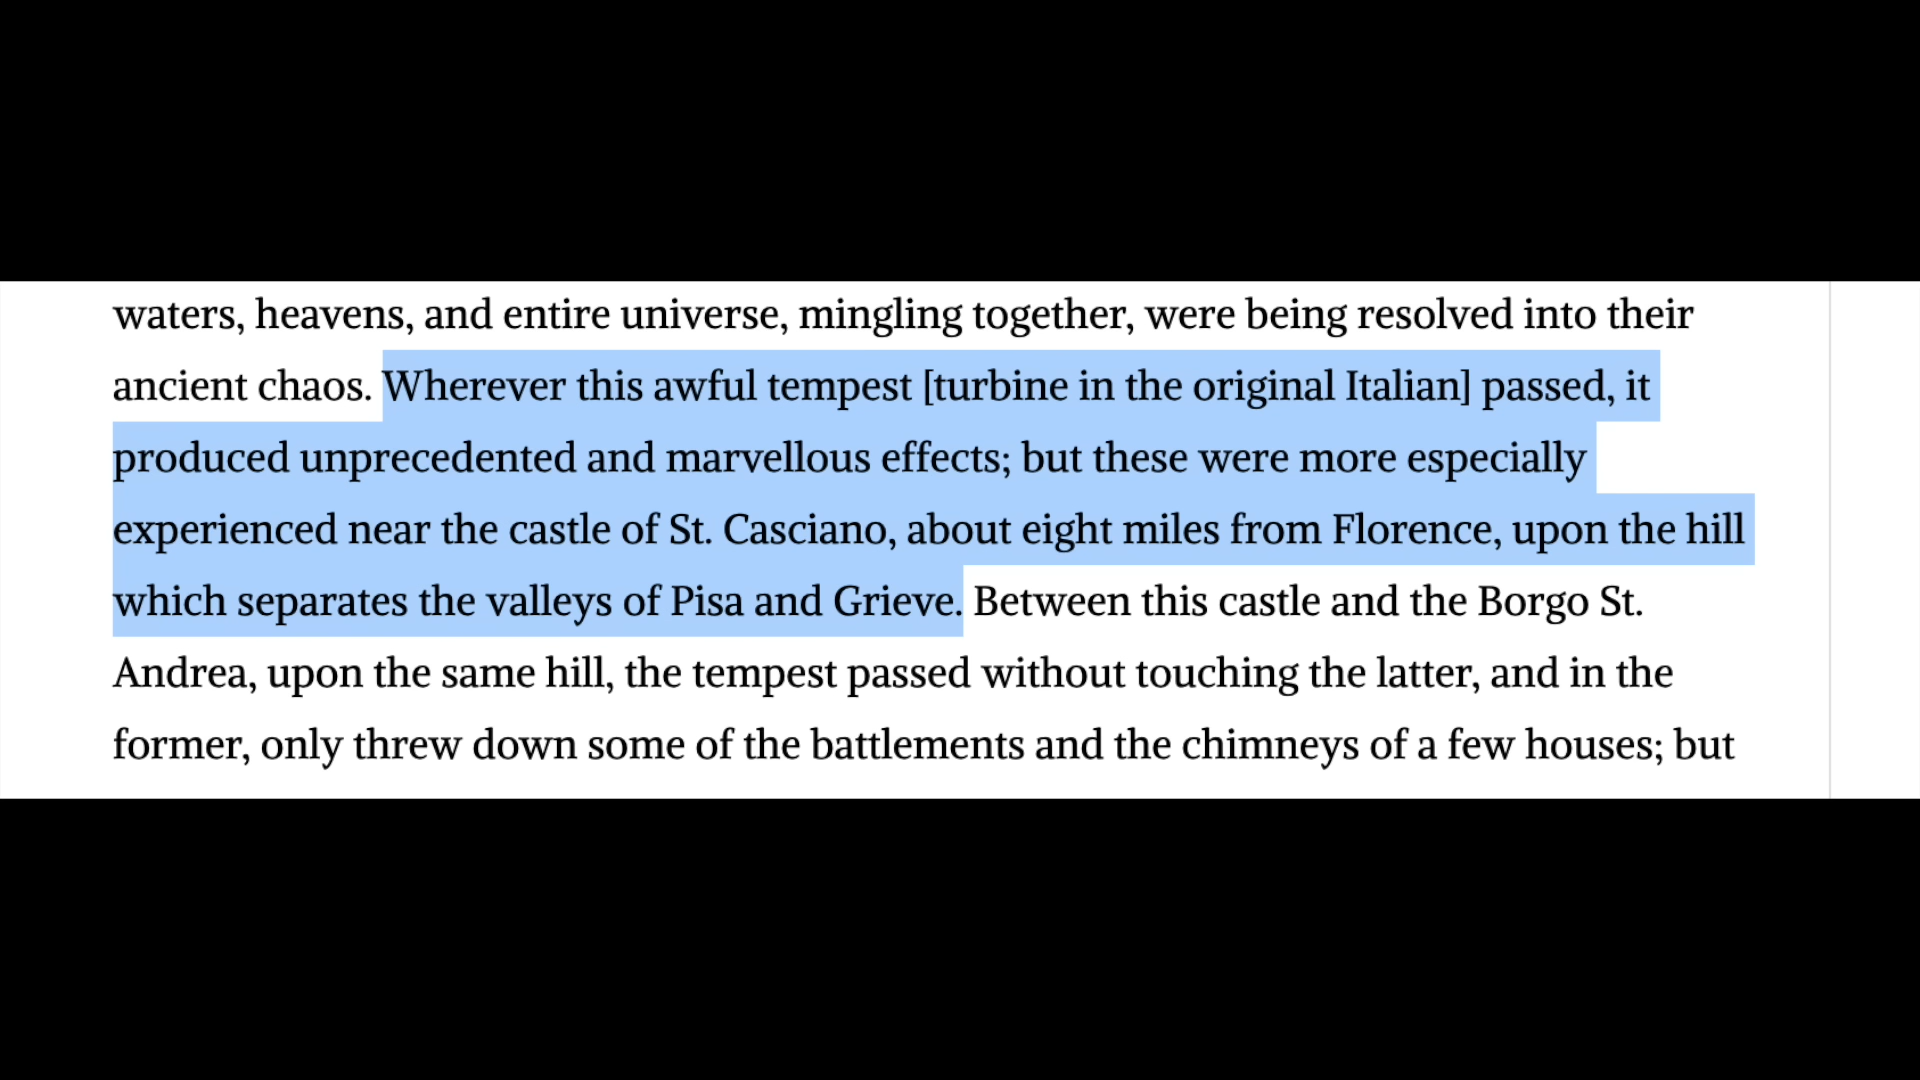 waters, heavens, and entire universe, mingling together, were being resolved into their
ancient chaos. Wherever this awful tempest [turbine in the original Italian] passed, it
produced unprecedented and marvellous effects; but these were more especially
experienced near the castle of St. Casciano, about eight miles from Florence, upon the hill
which separates the valleys of Pisa and Grieve. Between this castle and the Borgo St.
Andrea, upon the same hill, the tempest passed without touching the latter, and in the
former, only threw down some of the battlements and the chimneys of a few houses; but